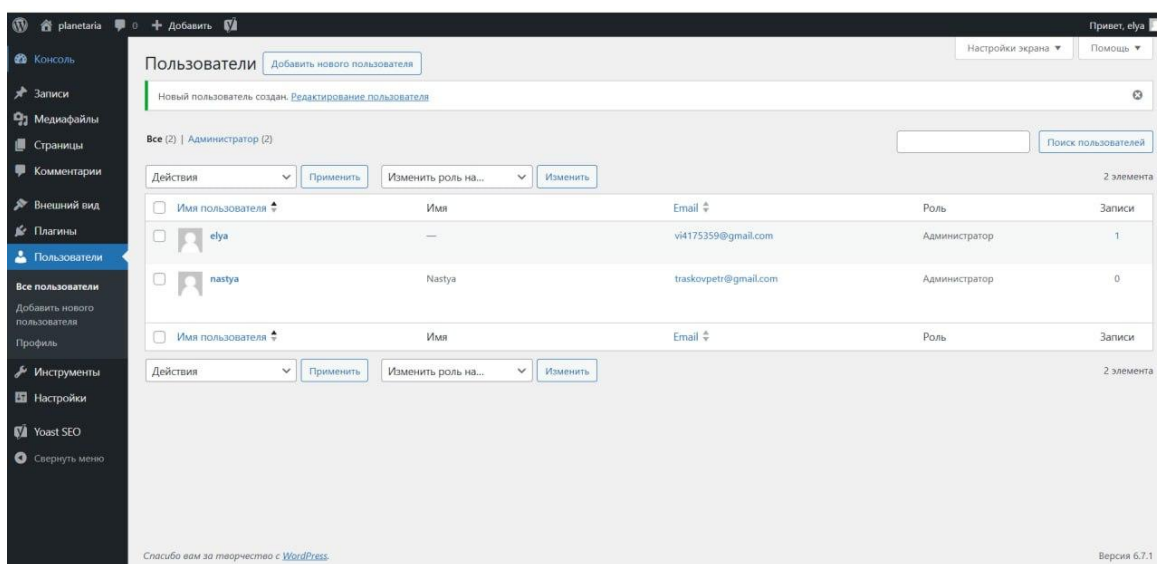 planetaria 0 Добавить Привет, elya
Настройки экрана Помощь
Консоль
Записи
Медиафайлы
Страницы
Комментарии
Внешний вид
Плагины
Пользователи
Все пользователи
Добавить нового
пользователя
Профиль
Инструменты
Настройки
Yoast SEO
Свернуть меню
Пользователи Добавить нового пользователя
Новый пользователь создан. Редактирование пользователя
Все (2) | Администратор (2)
Поиск пользователей
Действия Применить Изменить роль на... Изменить 2 элемента
Имя пользователя Имя Email Роль Записи
elya — vi4175359@gmail.com Администратор 1
nastya Nastya traskovpetr@gmail.com Администратор 0
Имя пользователя Имя Email Роль Записи
Действия Применить Изменить роль на... Изменить 2 элемента
Спасибо вам за творчество с WordPress. Версия 6.7.1